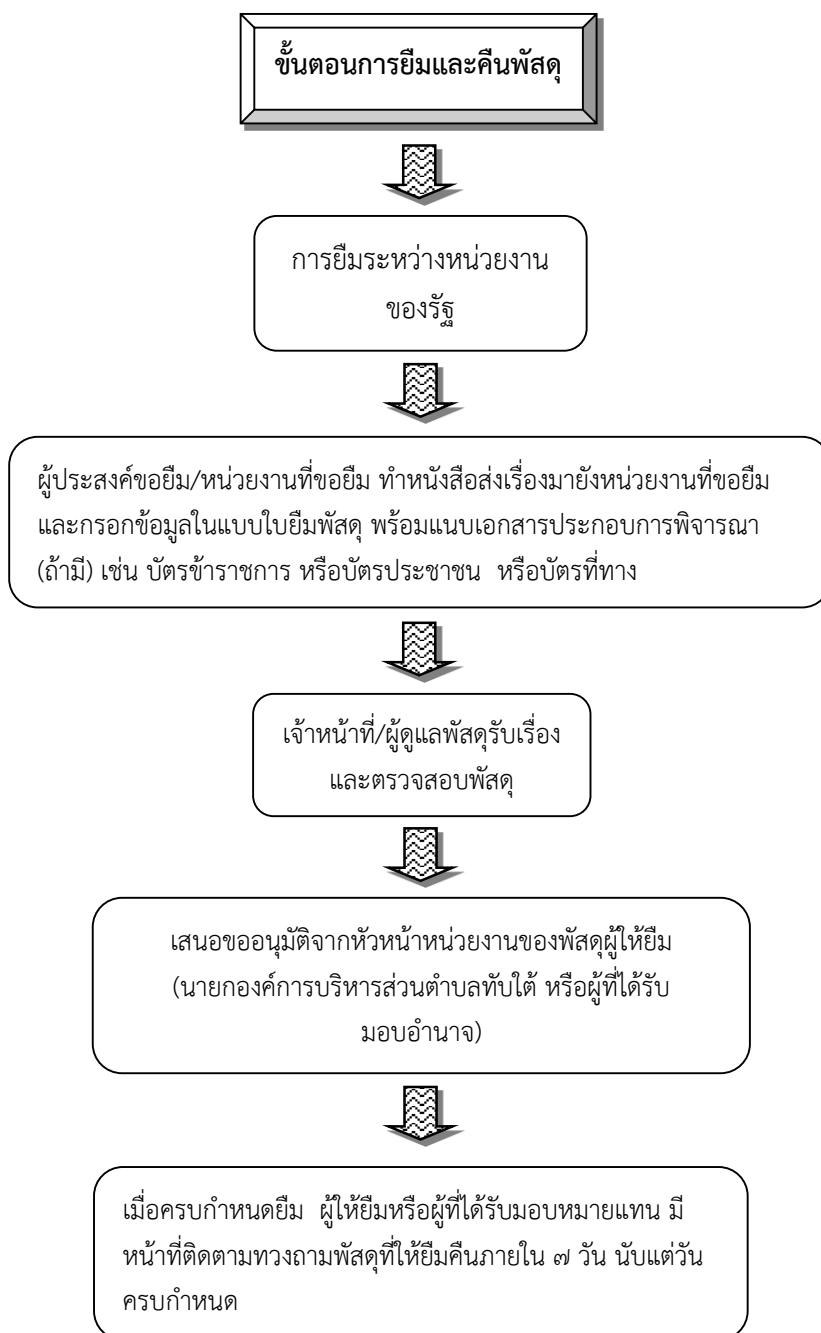 ขั้นตอนการยืมและคืนพัสดุ
การยืมระหว่างหน่วยงาน
ของรัฐ
ผู้ประสงค์ขอยืม/หน่วยงานที่ขอยืม ทำหนังสือส่งเรื่องมายังหน่วยงานที่ขอยืม
และกรอกข้อมูลในแบบใบยืมพัสดุ พร้อมแนบเอกสารประกอบการพิจารณา
(ถ้ามี) เช่น บัตรข้าราชการ หรือบัตรประชาชน หรือบัตรที่ทาง
เจ้าหน้าที่/ผู้ดูแลพัสดุรับเรื่อง
และตรวจสอบพัสดุ
เสนอขออนุมัติจากหัวหน้าหน่วยงานของพัสดุผู้ให้ยืม
(นายกองค์การบริหารส่วนตำบลทับใต้ หรือผู้ที่ได้รับ
มอบอำนาจ)
เมื่อครบกำหนดยืม ผู้ให้ยืมหรือผู้ที่ได้รับมอบหมายแทน มี
หน้าที่ติดตามทวงถามพัสดุที่ให้ยืมคืนภายใน ๗ วัน นับแต่วัน
ครบกำหนด